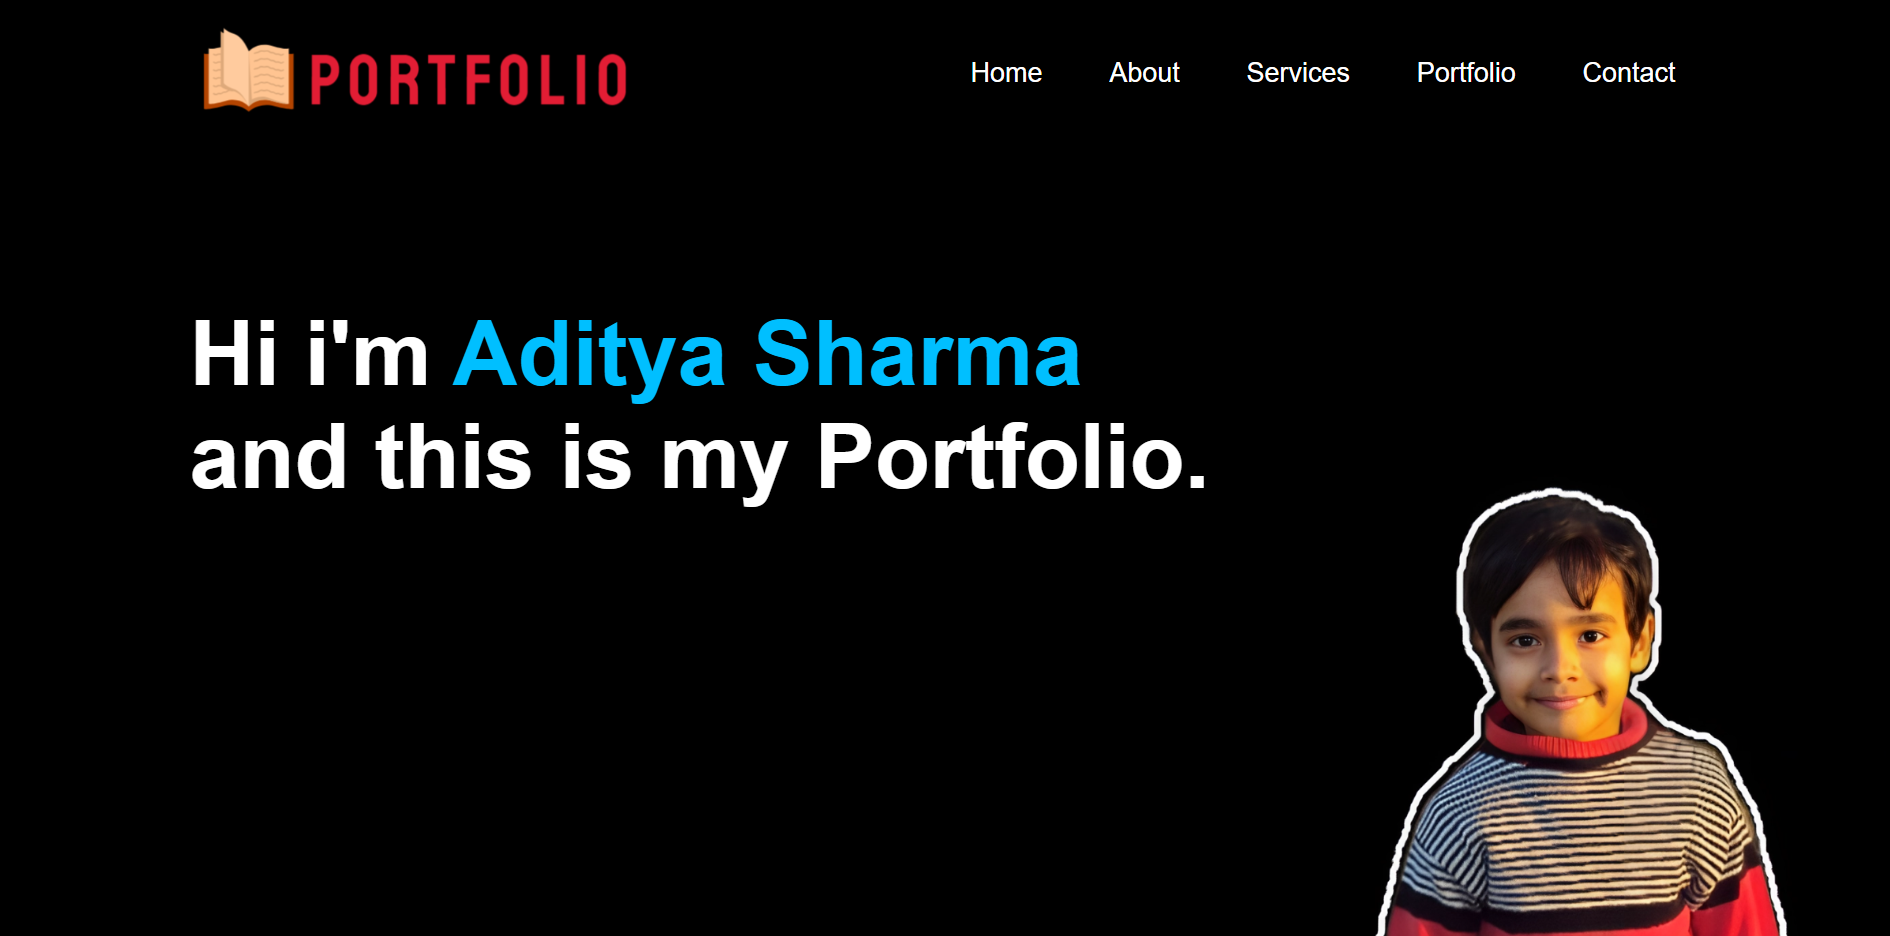 PORTFOLIO
Home About Services Portfolio Contact
Hi i'm Aditya Sharma
and this is my Portfolio.